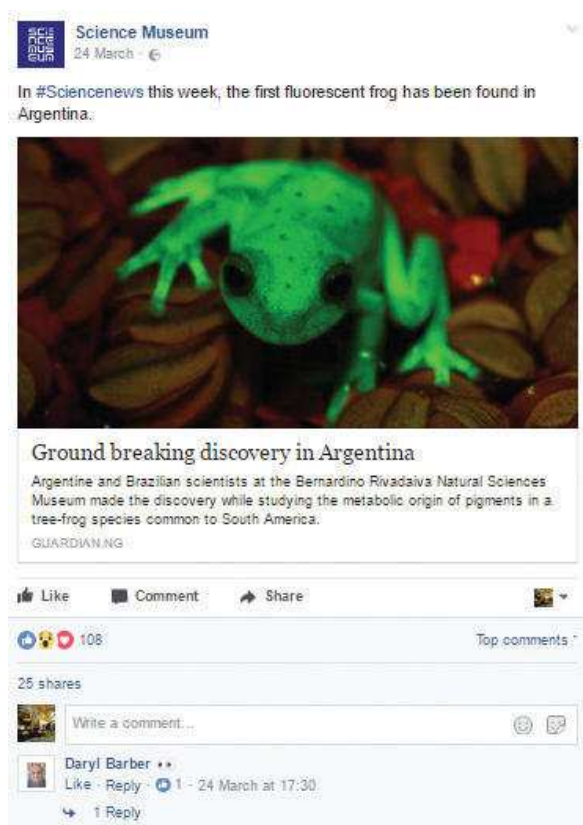 Science Museum
24 March
In #Sciencenews this week, the first fluorescent frog has been found in
Argentina.
Ground breaking discovery in Argentina
Argentine and Brazilian scientists at the Bernardino Rivadaiva Natural Sciences
Museum made the discovery while studying the metabolic origin of pigments in a
tree-frog species common to South America.
GUARDIAN.NG
Like Comment Share
108 Top comments
25 shares
Write a comment...
Daryl Barber
Like · Reply · 1 · 24 March at 17:30
1 Reply